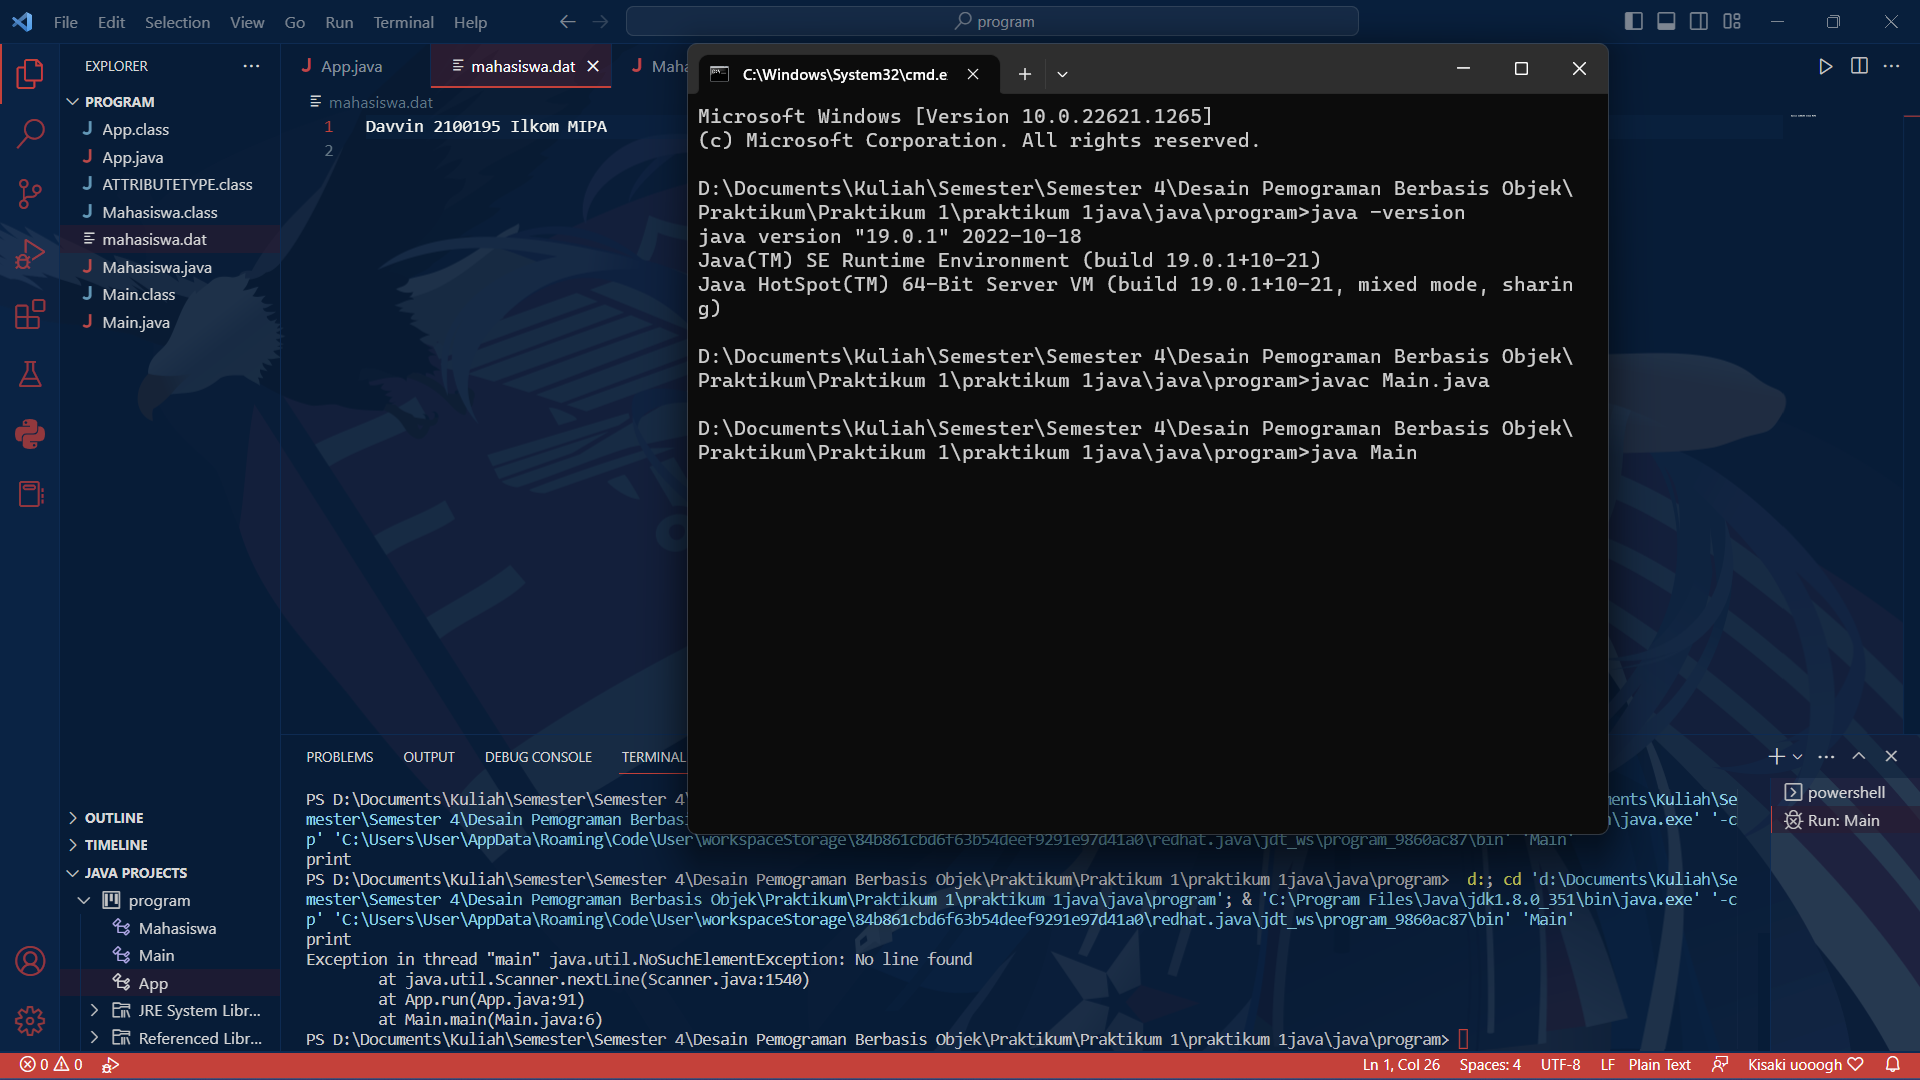 File Edit Selection View Go Run Terminal Help
program
EXPLORER
PROGRAM
App.class
App.java
ATTRIBUTETYPE.class
Mahasiswa.class
mahasiswa.dat
Mahasiswa.java
Main.class
Main.java
OUTLINE
TIMELINE
JAVA PROJECTS
program
Mahasiswa
Main
App
JRE System Libr...
Referenced Libr...
App.java
mahasiswa.dat
Maha
mahasiswa.dat
1 Davvin 2100195 Ilkom MIPA
2
C:\Windows\System32\cmd.e
Microsoft Windows [Version 10.0.22621.1265]
(c) Microsoft Corporation. All rights reserved.
D:\Documents\Kuliah\Semester\Semester 4\Desain Pemograman Berbasis Objek\
Praktikum\Praktikum 1\praktikum 1java\java\program>java -version
java version "19.0.1" 2022-10-18
Java(TM) SE Runtime Environment (build 19.0.1+10-21)
Java HotSpot(TM) 64-Bit Server VM (build 19.0.1+10-21, mixed mode, sharin
g)
D:\Documents\Kuliah\Semester\Semester 4\Desain Pemograman Berbasis Objek\
Praktikum\Praktikum 1\praktikum 1java\java\program>javac Main.java
D:\Documents\Kuliah\Semester\Semester 4\Desain Pemograman Berbasis Objek\
Praktikum\Praktikum 1\praktikum 1java\java\program>java Main
PROBLEMS OUTPUT DEBUG CONSOLE TERMINAL
PS D:\Documents\Kuliah\Semester\Semester 4\ ments\Kuliah\Se
mester\Semester 4\Desain Pemograman Berbasi n\java.exe' '-c
p' 'C:\Users\User\AppData\Roaming\Code\User\workspaceStorage\84b861cbd6f63b54deef9291e97d41a0\redhat.java\jdt_ws\program_9860ac87\bin' 'Main'
print
PS D:\Documents\Kuliah\Semester\Semester 4\Desain Pemograman Berbasis Objek\Praktikum\Praktikum 1\praktikum 1java\java\program> d:; cd 'd:\Documents\Kuliah\Se
mester\Semester 4\Desain Pemograman Berbasis Objek\Praktikum\Praktikum 1\praktikum 1java\java\program'; & 'C:\Program Files\Java\jdk1.8.0_351\bin\java.exe' '-c
p' 'C:\Users\User\AppData\Roaming\Code\User\workspaceStorage\84b861cbd6f63b54deef9291e97d41a0\redhat.java\jdt_ws\program_9860ac87\bin' 'Main'
print
Exception in thread "main" java.util.NoSuchElementException: No line found
at java.util.Scanner.nextLine(Scanner.java:1540)
at App.run(App.java:91)
at Main.main(Main.java:6)
PS D:\Documents\Kuliah\Semester\Semester 4\Desain Pemograman Berbasis Objek\Praktikum\Praktikum 1\praktikum 1java\java\program>
powershell
Run: Main
0 0
Ln 1, Col 26 Spaces: 4 UTF-8 LF Plain Text Kisaki uooogh♡